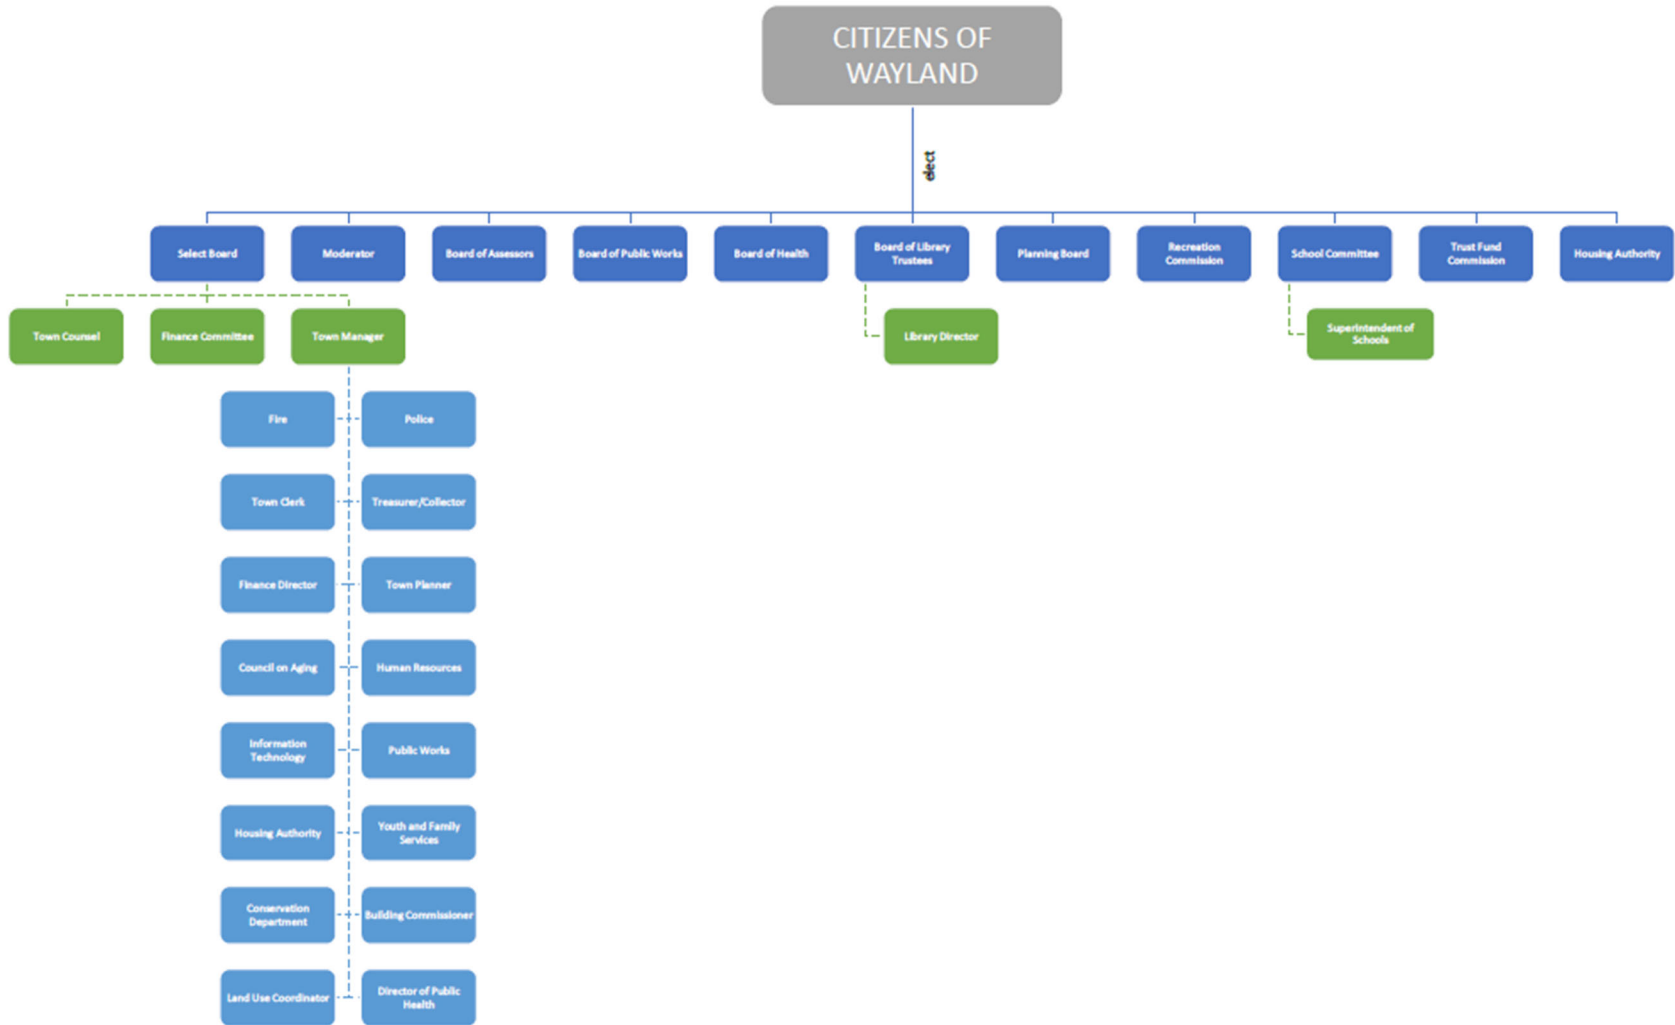 CITIZENS OF
WAYLAND
elect
Select Board
Moderator
Board of Assessors
Board of Public Works
Board of Health
Board of Library
Trustees
Planning Board
Recreation
Commission
School Committee
Trust Fund
Commission
Housing Authority
Town Counsel
Finance Committee
Town Manager
Library Director
Superintendent of
Schools
Fire
Police
Town Clerk
Treasurer/Collector
Finance Director
Town Planner
Council on Aging
Human Resources
Information
Technology
Public Works
Housing Authority
Youth and Family
Services
Conservation
Department
Building Commissioner
Land Use Coordinator
Director of Public
Health